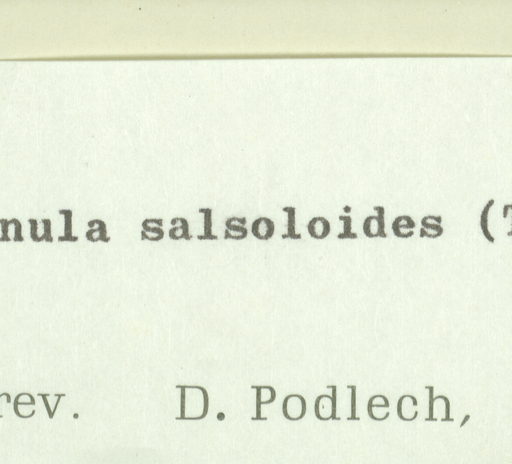 nula salsoloides (
rev. D. Podlech,